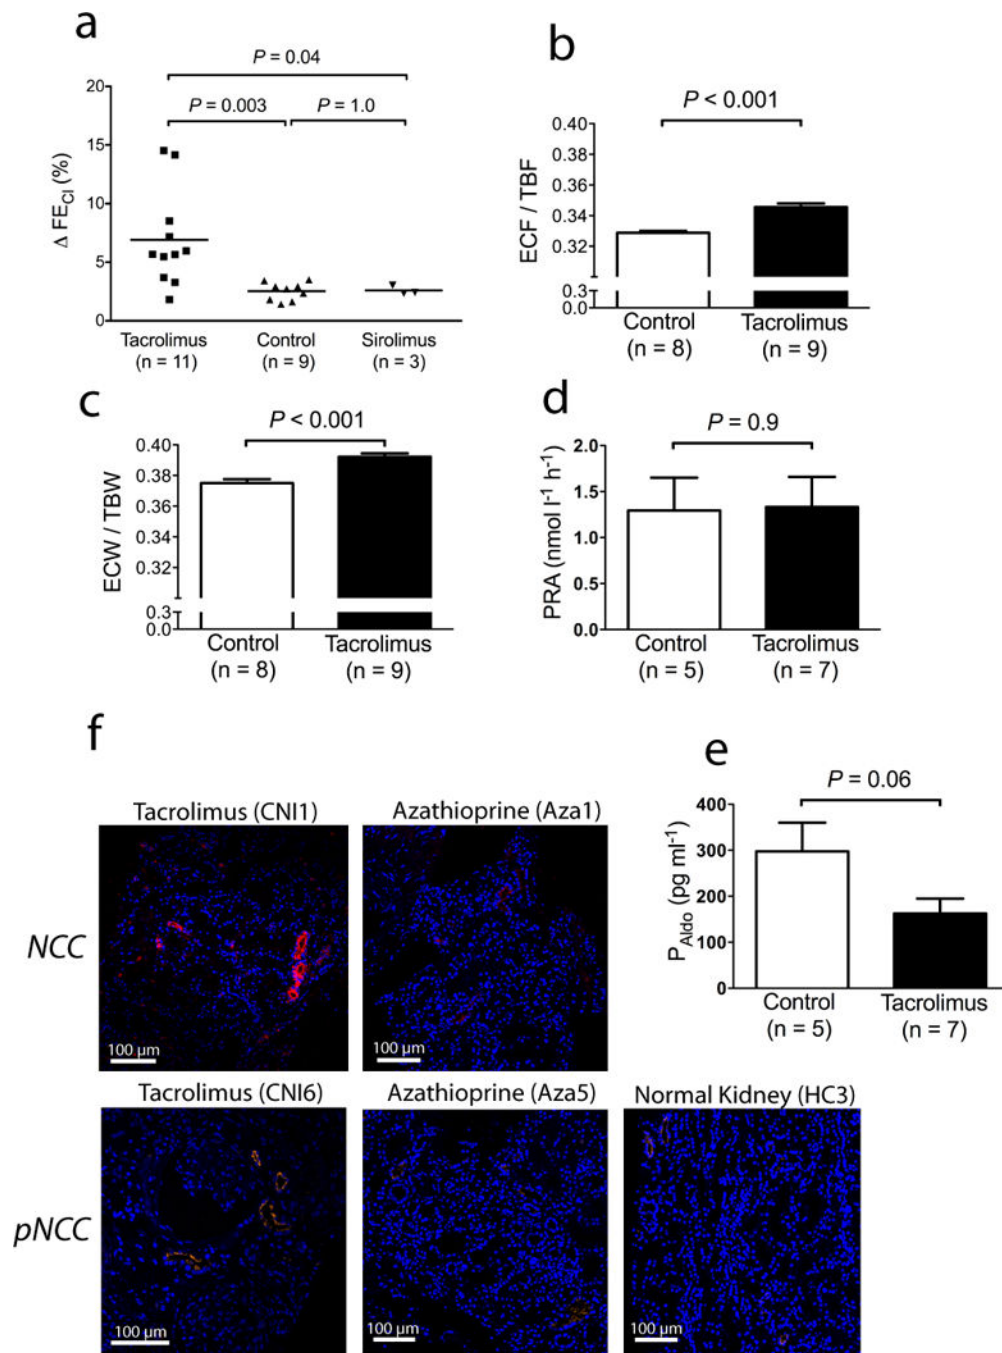 a
P = 0.04
P = 0.003
P = 1.0
20
15
10
5
0
Δ FECl (%)
Tacrolimus
(n = 11)
Control
(n = 9)
Sirolimus
(n = 3)
b
P < 0.001
0.40
0.38
0.36
0.34
0.32
0.3
0.0
ECF / TBF
Control
(n = 8)
Tacrolimus
(n = 9)
c
P < 0.001
0.40
0.38
0.36
0.34
0.32
0.3
0.0
ECW / TBW
Control
(n = 8)
Tacrolimus
(n = 9)
d
P = 0.9
2.0
1.5
1.0
0.5
0.0
PRA (nmol l-1 h-1)
Control
(n = 5)
Tacrolimus
(n = 7)
f
Tacrolimus (CNI1)
Azathioprine (Aza1)
NCC
100 µm
100 µm
Tacrolimus (CNI6)
Azathioprine (Aza5)
Normal Kidney (HC3)
pNCC
100 µm
100 µm
100 µm
e
P = 0.06
400
300
200
100
0
PAldo (pg ml-1)
Control
(n = 5)
Tacrolimus
(n = 7)